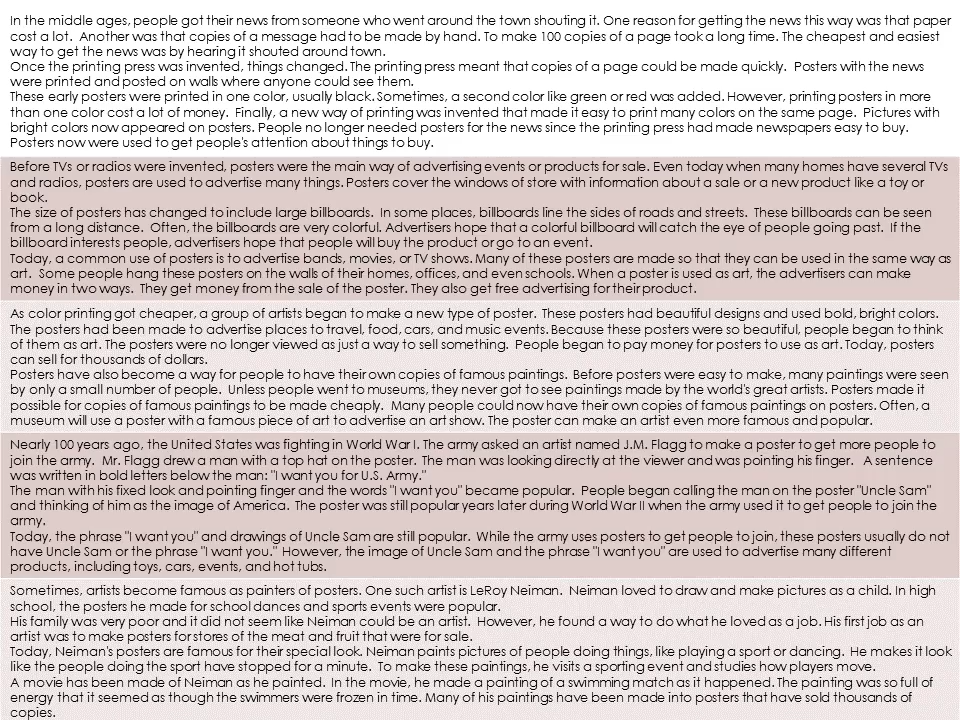 In the middle ages, people got their news from someone who went around the town shouting it. One reason for getting the news this way was that paper
cost a lot. Another was that copies of a message had to be made by hand. To make 100 copies of a page took a long time. The cheapest and easiest
way to get the news was by hearing it shouted around town.
Once the printing press was invented, things changed. The printing press meant that copies of a page could be made quickly. Posters with the news
were printed and posted on walls where anyone could see them.
These early posters were printed in one color, usually black. Sometimes, a second color like green or red was added. However, printing posters in more
than one color cost a lot of money. Finally, a new way of printing was invented that made it easy to print many colors on the same page. Pictures with
bright colors now appeared on posters. People no longer needed posters for the news since the printing press had made newspapers easy to buy.
Posters now were used to get people's attention about things to buy.
Before TVs or radios were invented, posters were the main way of advertising events or products for sale. Even today when many homes have several TVs
and radios, posters are used to advertise many things. Posters cover the windows of store with information about a sale or a new product like a toy or
book.
The size of posters has changed to include large billboards. In some places, billboards line the sides of roads and streets. These billboards can be seen
from a long distance. Often, the billboards are very colorful. Advertisers hope that a colorful billboard will catch the eye of people going past. If the
billboard interests people, advertisers hope that people will buy the product or go to an event.
Today, a common use of posters is to advertise bands, movies, or TV shows. Many of these posters are made so that they can be used in the same way as
art. Some people hang these posters on the walls of their homes, offices, and even schools. When a poster is used as art, the advertisers can make
money in two ways. They get money from the sale of the poster. They also get free advertising for their product.
As color printing got cheaper, a group of artists began to make a new type of poster. These posters had beautiful designs and used bold, bright colors.
The posters had been made to advertise places to travel, food, cars, and music events. Because these posters were so beautiful, people began to think
of them as art. The posters were no longer viewed as just a way to sell something. People began to pay money for posters to use as art. Today, posters
can sell for thousands of dollars.
Posters have also become a way for people to have their own copies of famous paintings. Before posters were easy to make, many paintings were seen
by only a small number of people. Unless people went to museums, they never got to see paintings made by the world's great artists. Posters made it
possible for copies of famous paintings to be made cheaply. Many people could now have their own copies of famous paintings on posters. Often, a
museum will use a poster with a famous piece of art to advertise an art show. The poster can make an artist even more famous and popular.
Nearly 100 years ago, the United States was fighting in World War I. The army asked an artist named J.M. Flagg to make a poster to get more people to
join the army. Mr. Flagg drew a man with a top hat on the poster. The man was looking directly at the viewer and was pointing his finger. A sentence
was written in bold letters below the man: "I want you for U.S. Army."
The man with his fixed look and pointing finger and the words "I want you" became popular. People began calling the man on the poster "Uncle Sam"
and thinking of him as the image of America. The poster was still popular years later during World War II when the army used it to get people to join the
army.
Today, the phrase "I want you" and drawings of Uncle Sam are still popular. While the army uses posters to get people to join, these posters usually do not
have Uncle Sam or the phrase "I want you." However, the image of Uncle Sam and the phrase "I want you" are used to advertise many different
products, including toys, cars, events, and hot tubs.
Sometimes, artists become famous as painters of posters. One such artist is LeRoy Neiman. Neiman loved to draw and make pictures as a child. In high
school, the posters he made for school dances and sports events were popular.
His family was very poor and it did not seem like Neiman could be an artist. However, he found a way to do what he loved as a job. His first job as an
artist was to make posters for stores of the meat and fruit that were for sale.
Today, Neiman's posters are famous for their special look. Neiman paints pictures of people doing things, like playing a sport or dancing. He makes it look
like the people doing the sport have stopped for a minute. To make these paintings, he visits a sporting event and studies how players move.
A movie has been made of Neiman as he painted. In the movie, he made a painting of a swimming match as it happened. The painting was so full of
energy that it seemed as though the swimmers were frozen in time. Many of his paintings have been made into posters that have sold thousands of
copies.